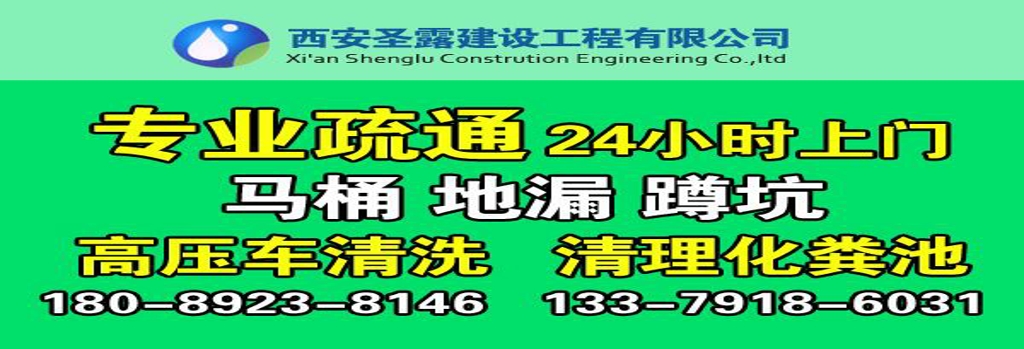 西安圣露建设工程有限公司
Xi'an Shenglu Constrution Engineering Co.,ltd
专业疏通 24小时上门
马桶 地漏 蹲坑
高压车清洗 清理化粪池
180-8923-8146 133-7918-6031